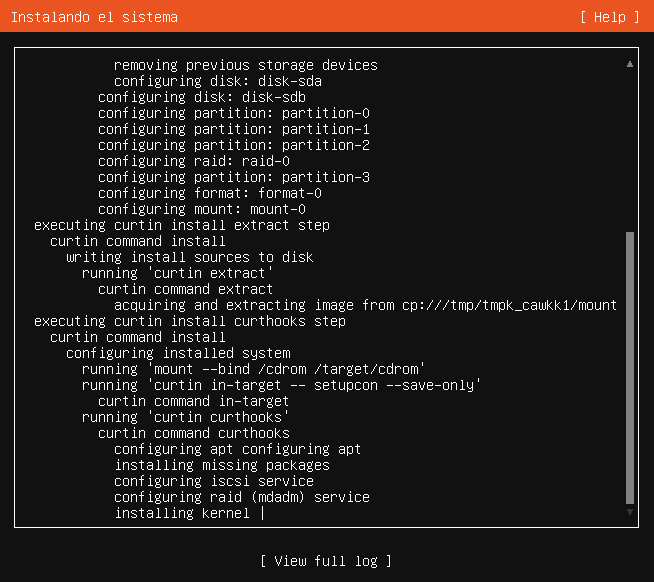 Instalando el sistema [ Help ]
removing previous storage devices
configuring disk: disk-sda
configuring disk: disk-sdb
configuring partition: partition-0
configuring partition: partition-1
configuring partition: partition-2
configuring raid: raid-0
configuring partition: partition-3
configuring format: format-0
configuring mount: mount-0
executing curtin install extract step
curtin command install
writing install sources to disk
running 'curtin extract'
curtin command extract
acquiring and extracting image from cp:///tmp/tmpk_cawkk1/mount
executing curtin install curthooks step
curtin command install
configuring installed system
running 'mount --bind /cdrom /target/cdrom'
running 'curtin in-target -- setupcon --save-only'
curtin command in-target
running 'curtin curthooks'
curtin command curthooks
configuring apt configuring apt
installing missing packages
configuring iscsi service
configuring raid (mdadm) service
installing kernel |
[ View full log ]